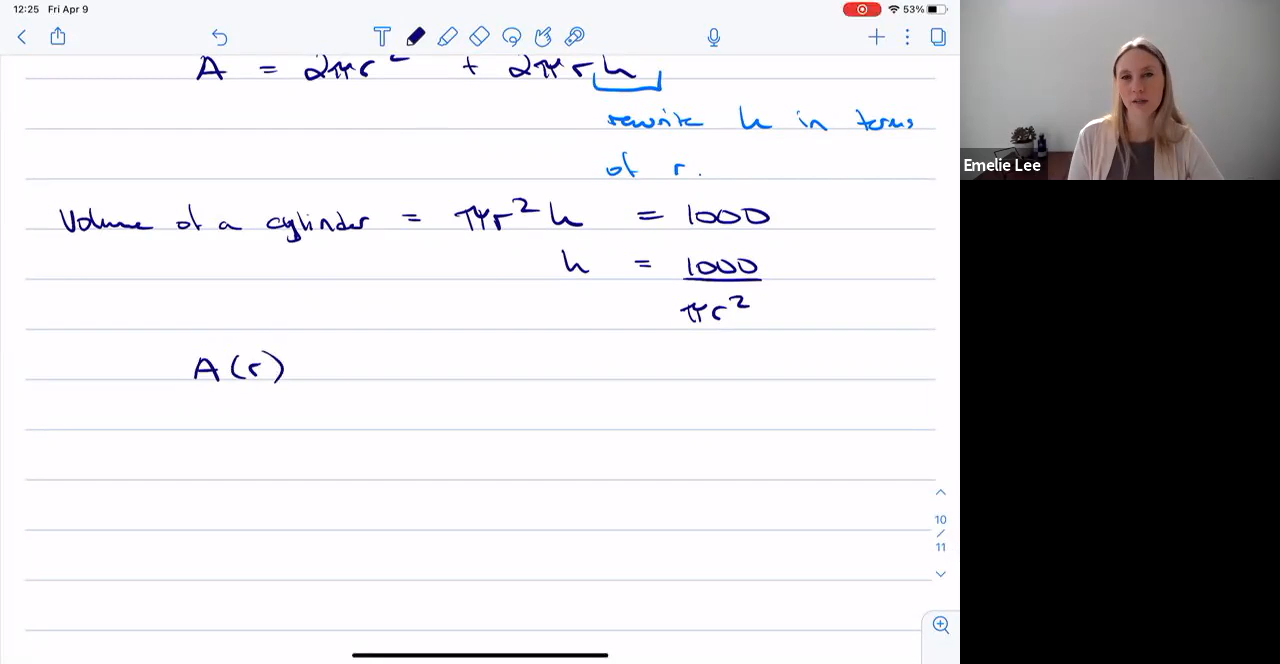 12:25 Fri Apr 9
53%
A = 2πr² + 2πrh
rewrite h in terms
of r.
Volume of a cylinder = πr²h = 1000
h = 1000
πr²
A(r)
Emelie Lee
10
/
11